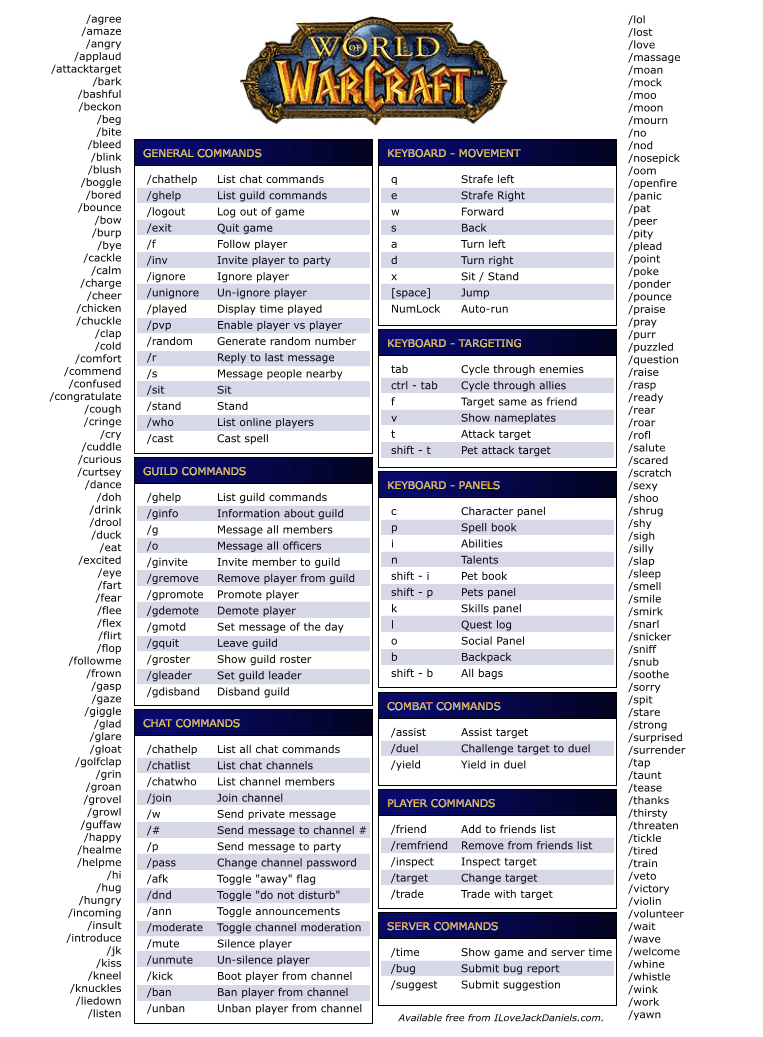 /agree
/amaze
/angry
/applaud
/attacktarget
/bark
/bashful
/beckon
/beg
/bite
/bleed
/blink
/blush
/boggle
/bored
/bounce
/bow
/burp
/bye
/cackle
/calm
/charge
/cheer
/chicken
/chuckle
/clap
/cold
/comfort
/commend
/confused
/congratulate
/cough
/cringe
/cry
/cuddle
/curious
/curtsey
/dance
/doh
/drink
/drool
/duck
/eat
/excited
/eye
/fart
/fear
/flee
/flex
/flirt
/flop
/followme
/frown
/gasp
/gaze
/giggle
/glad
/glare
/gloat
/golfclap
/grin
/groan
/grovel
/growl
/guffaw
/happy
/healme
/helpme
/hi
/hug
/hungry
/incoming
/insult
/introduce
/jk
/kiss
/kneel
/knuckles
/liedown
/listen
WORLD
OF
WARCRAFT™
GENERAL COMMANDS
/chathelp List chat commands
/ghelp List guild commands
/logout Log out of game
/exit Quit game
/f Follow player
/inv Invite player to party
/ignore Ignore player
/unignore Un-ignore player
/played Display time played
/pvp Enable player vs player
/random Generate random number
/r Reply to last message
/s Message people nearby
/sit Sit
/stand Stand
/who List online players
/cast Cast spell
GUILD COMMANDS
/ghelp List guild commands
/ginfo Information about guild
/g Message all members
/o Message all officers
/ginvite Invite member to guild
/gremove Remove player from guild
/gpromote Promote player
/gdemote Demote player
/gmotd Set message of the day
/gquit Leave guild
/groster Show guild roster
/gleader Set guild leader
/gdisband Disband guild
CHAT COMMANDS
/chathelp List all chat commands
/chatlist List chat channels
/chatwho List channel members
/join Join channel
/w Send private message
/# Send message to channel #
/p Send message to party
/pass Change channel password
/afk Toggle "away" flag
/dnd Toggle "do not disturb"
/ann Toggle announcements
/moderate Toggle channel moderation
/mute Silence player
/unmute Un-silence player
/kick Boot player from channel
/ban Ban player from channel
/unban Unban player from channel
KEYBOARD – MOVEMENT
q Strafe left
e Strafe Right
w Forward
s Back
a Turn left
d Turn right
x Sit / Stand
[space] Jump
NumLock Auto-run
KEYBOARD – TARGETING
tab Cycle through enemies
ctrl - tab Cycle through allies
f Target same as friend
v Show nameplates
t Attack target
shift - t Pet attack target
KEYBOARD – PANELS
c Character panel
p Spell book
i Abilities
n Talents
shift - i Pet book
shift - p Pets panel
k Skills panel
l Quest log
o Social Panel
b Backpack
shift - b All bags
COMBAT COMMANDS
/assist Assist target
/duel Challenge target to duel
/yield Yield in duel
PLAYER COMMANDS
/friend Add to friends list
/remfriend Remove from friends list
/inspect Inspect target
/target Change target
/trade Trade with target
SERVER COMMANDS
/time Show game and server time
/bug Submit bug report
/suggest Submit suggestion
Available free from ILoveJackDaniels.com.
/lol
/lost
/love
/massage
/moan
/mock
/moo
/moon
/mourn
/no
/nod
/nosepick
/oom
/openfire
/panic
/pat
/peer
/pity
/plead
/point
/poke
/ponder
/pounce
/praise
/pray
/purr
/puzzled
/question
/raise
/rasp
/ready
/rear
/roar
/rofl
/salute
/scared
/scratch
/sexy
/shoo
/shrug
/shy
/sigh
/silly
/slap
/sleep
/smell
/smile
/smirk
/snarl
/snicker
/sniff
/snub
/soothe
/sorry
/spit
/stare
/strong
/surprised
/surrender
/tap
/taunt
/tease
/thanks
/thirsty
/threaten
/tickle
/tired
/train
/veto
/victory
/violin
/volunteer
/wait
/wave
/welcome
/whine
/whistle
/wink
/work
/yawn